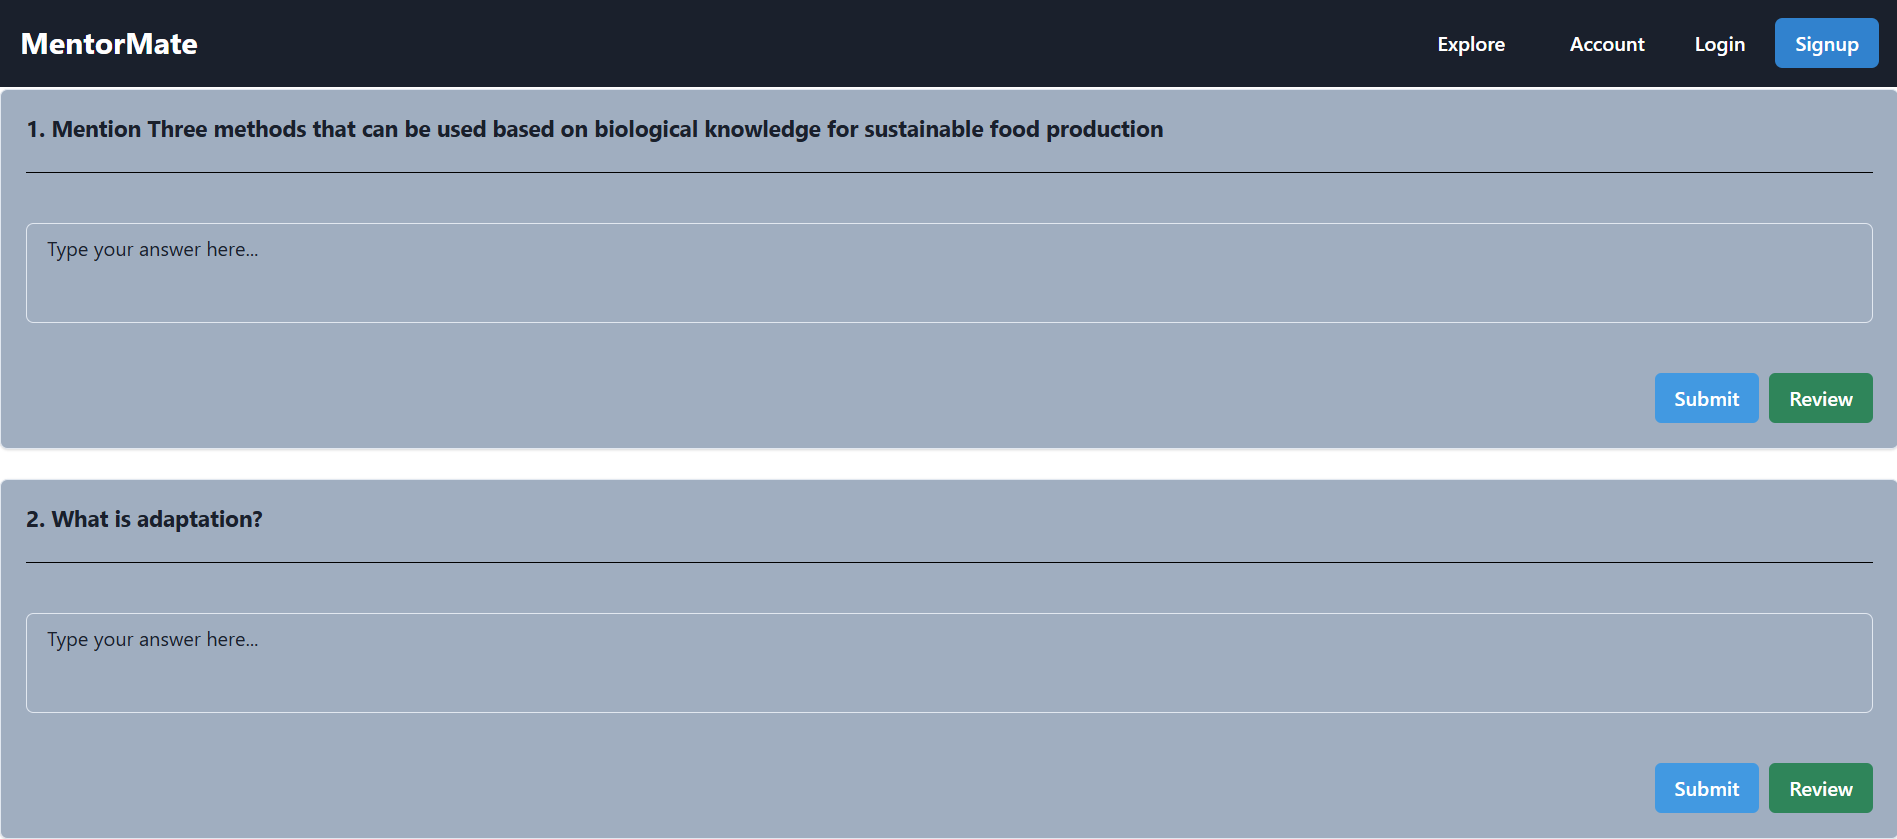 MentorMate
Explore Account Login Signup
1. Mention Three methods that can be used based on biological knowledge for sustainable food production
Type your answer here...
Submit Review
2. What is adaptation?
Type your answer here...
Submit Review